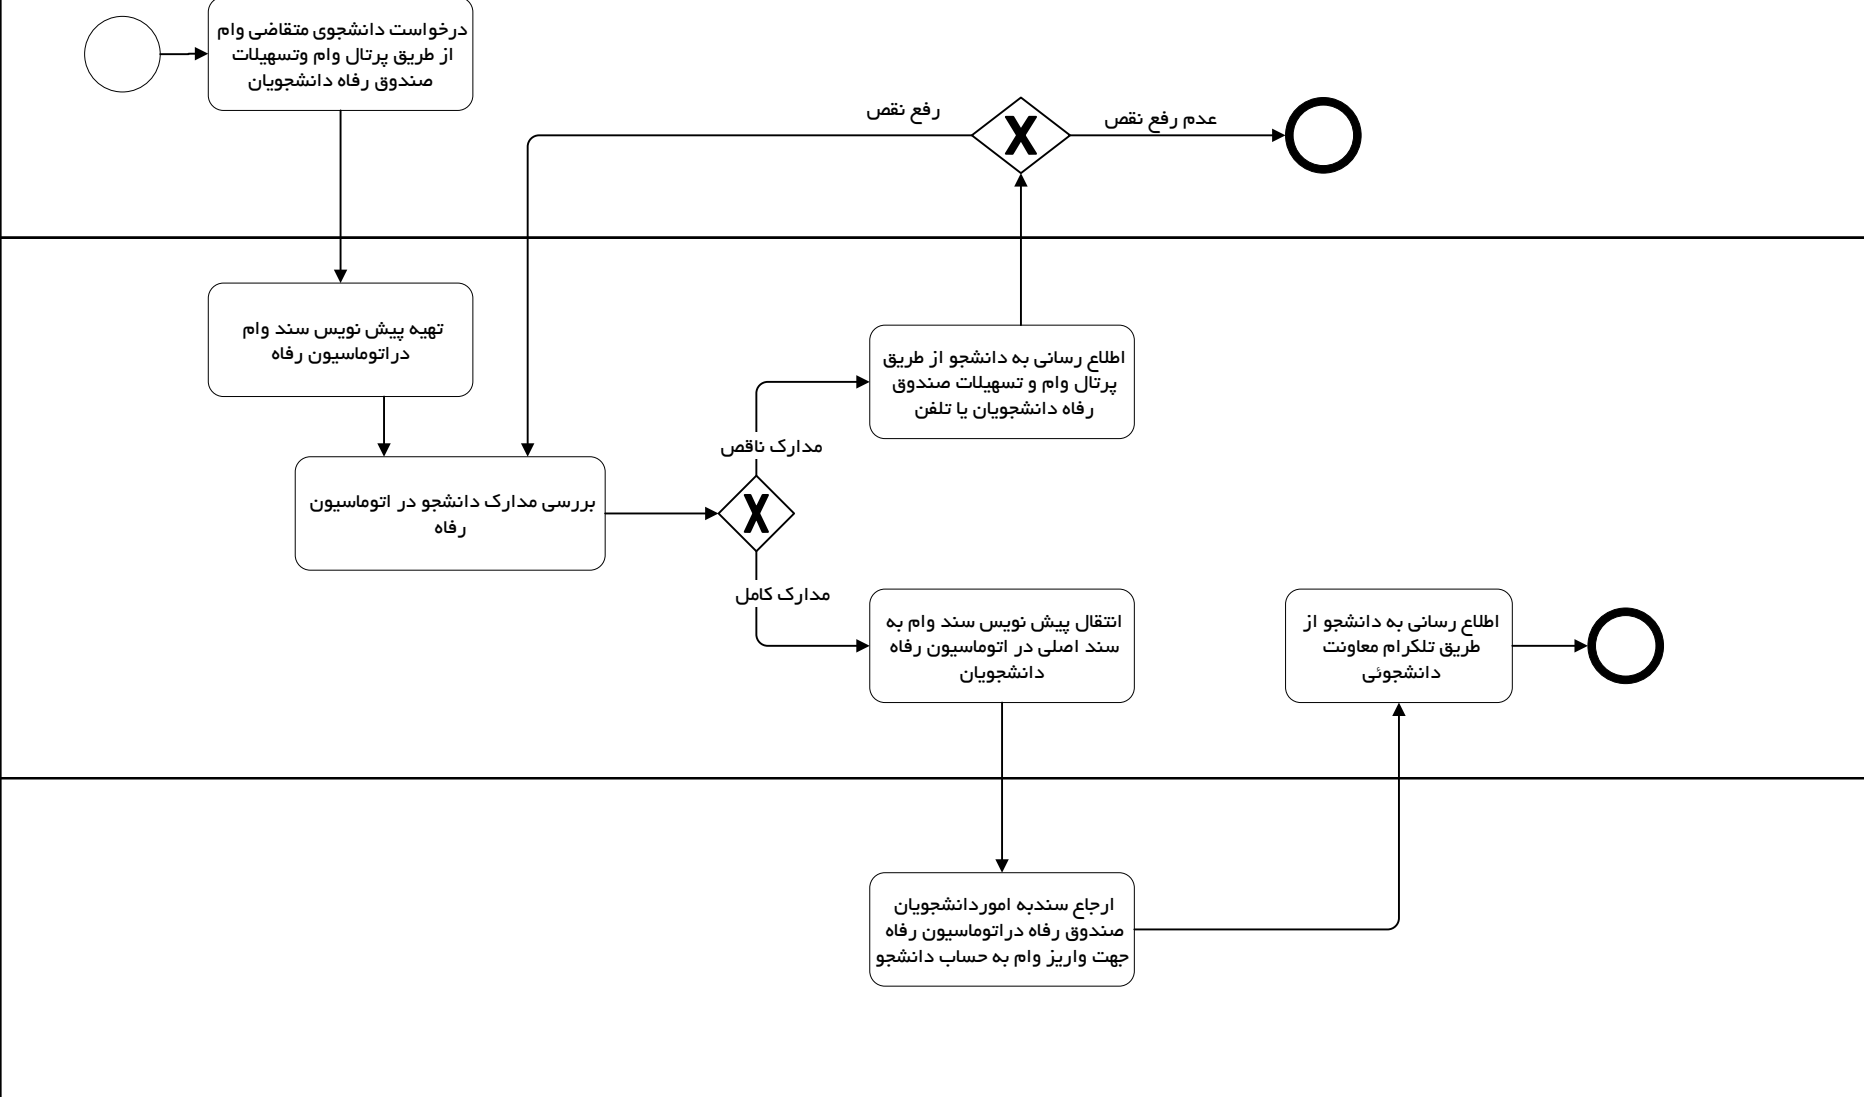 درخواست دانشجوی متقاضی وام
از طریق پرتال وام وتسهیلات
صندوق رفاه دانشجویان
رفع نقص
عدم رفع نقص
تهیه پیش نویس سند وام
دراتوماسیون رفاه
اطلاع رسانی به دانشجو از طریق
پرتال وام و تسهیلات صندوق
رفاه دانشجویان یا تلفن
مدارک ناقص
بررسی مدارک دانشجو در اتوماسیون
رفاه
مدارک کامل
انتقال پیش نویس سند وام به
سند اصلی در اتوماسیون رفاه
دانشجویان
اطلاع رسانی به دانشجو از
طریق تلکرام معاونت
دانشجوئی
ارجاع سندبه اموردانشجویان
صندوق رفاه دراتوماسیون رفاه
جهت واریز وام به حساب دانشجو